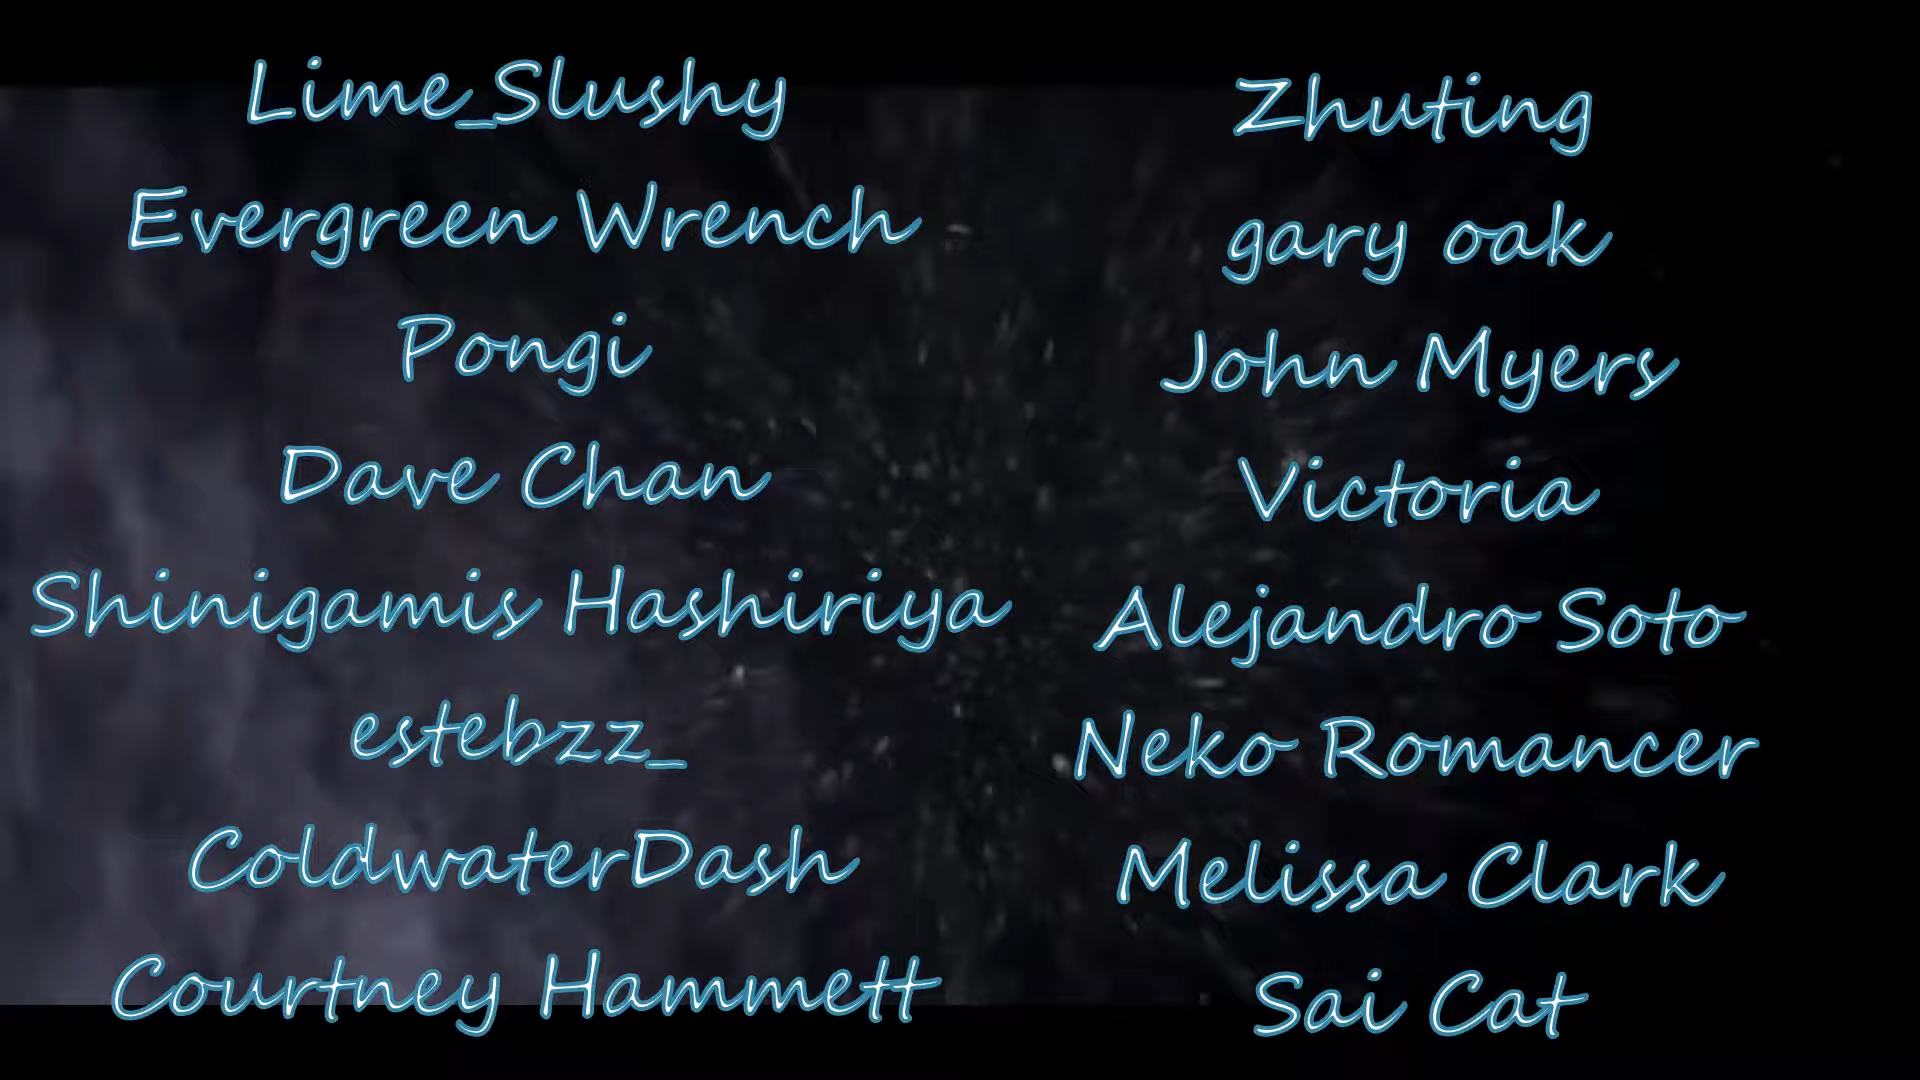 Lime_Slushy
Evergreen Wrench
Pongi
Dave Chan
Shinigamis Hashiriya
estebzz_
ColdwaterDash
Courtney Hammett
Zhuting
gary oak
John Myers
Victoria
Alejandro Soto
Neko Romancer
Melissa Clark
Sai Cat